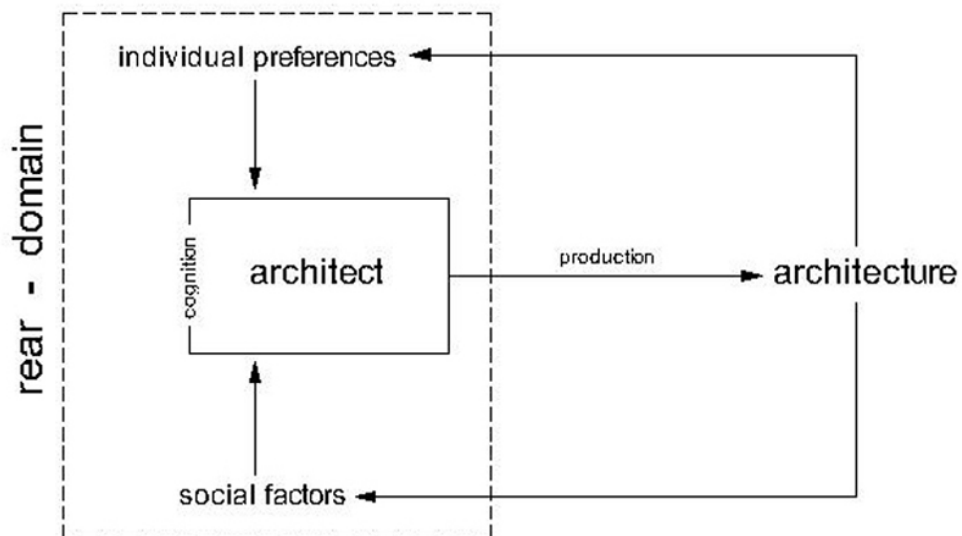 individual preferences
rear - domain
cognition
architect
production
architecture
social factors